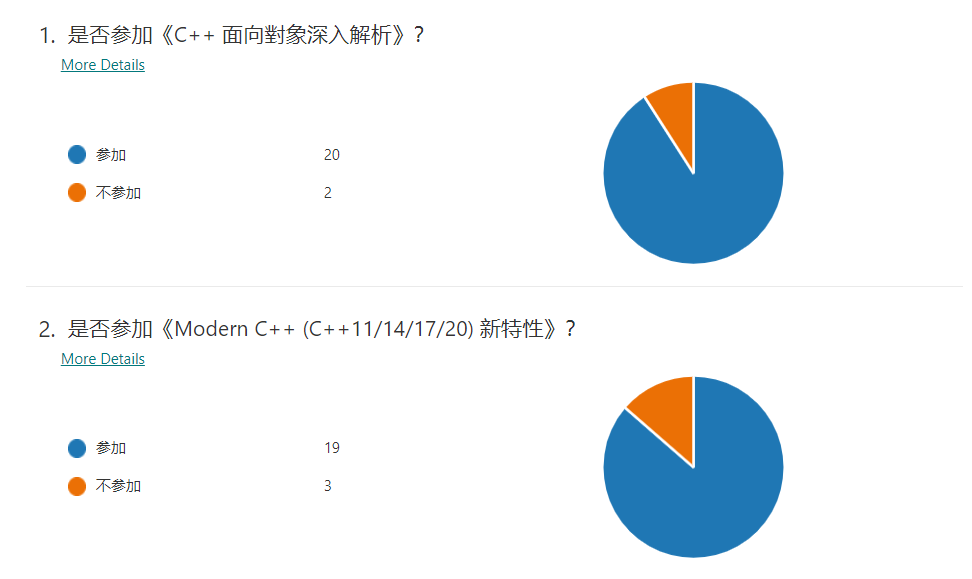 1. 是否参加《C++ 面向對象深入解析》?
More Details
参加 20
不参加 2
2. 是否参加《Modern C++ (C++11/14/17/20) 新特性》?
More Details
参加 19
不参加 3